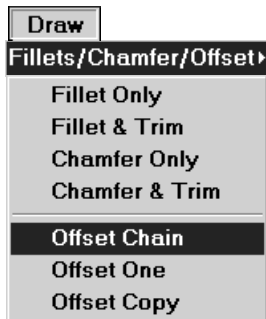 Draw
Fillets/Chamfer/Offset
Fillet Only
Fillet & Trim
Chamfer Only
Chamfer & Trim
Offset Chain
Offset One
Offset Copy